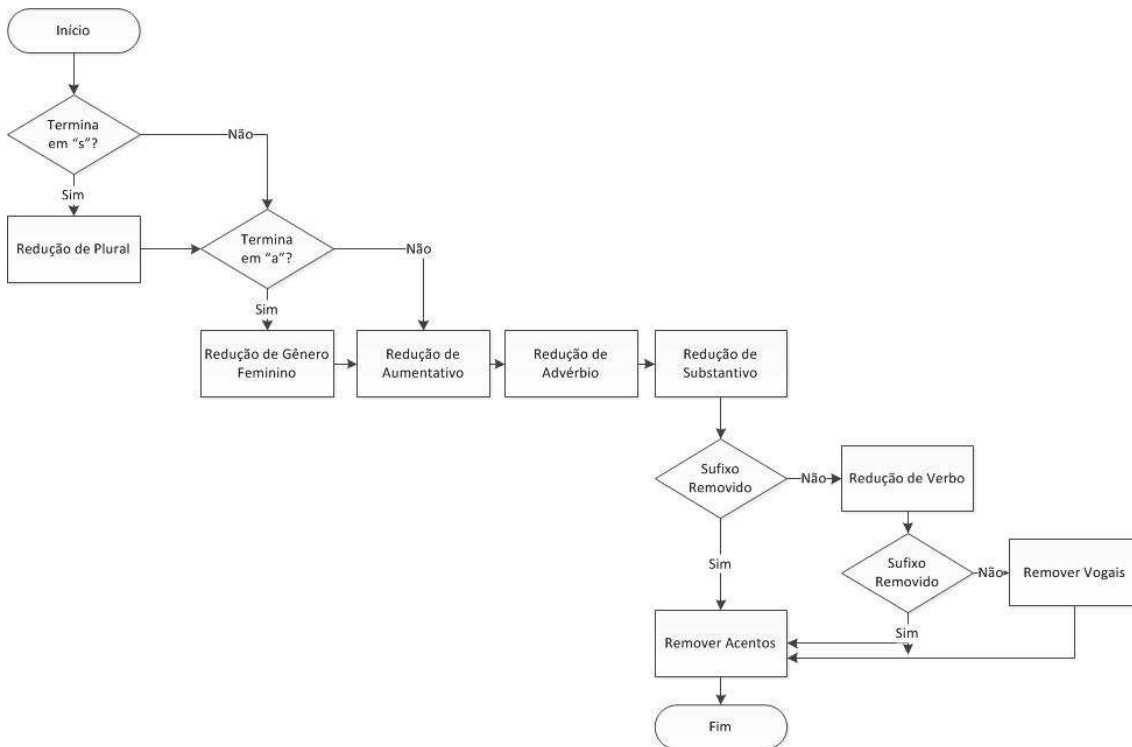 Início
Termina
em “s”?
Não
Sim
Redução de Plural
Termina
em “a”?
Não
Sim
Redução de Gênero
Feminino
Redução de
Aumentativo
Redução de
Advérbio
Redução de
Substantivo
Sufixo
Removido
Não
Redução de Verbo
Sim
Sufixo
Removido
Não
Remover Vogais
Sim
Remover Acentos
Fim